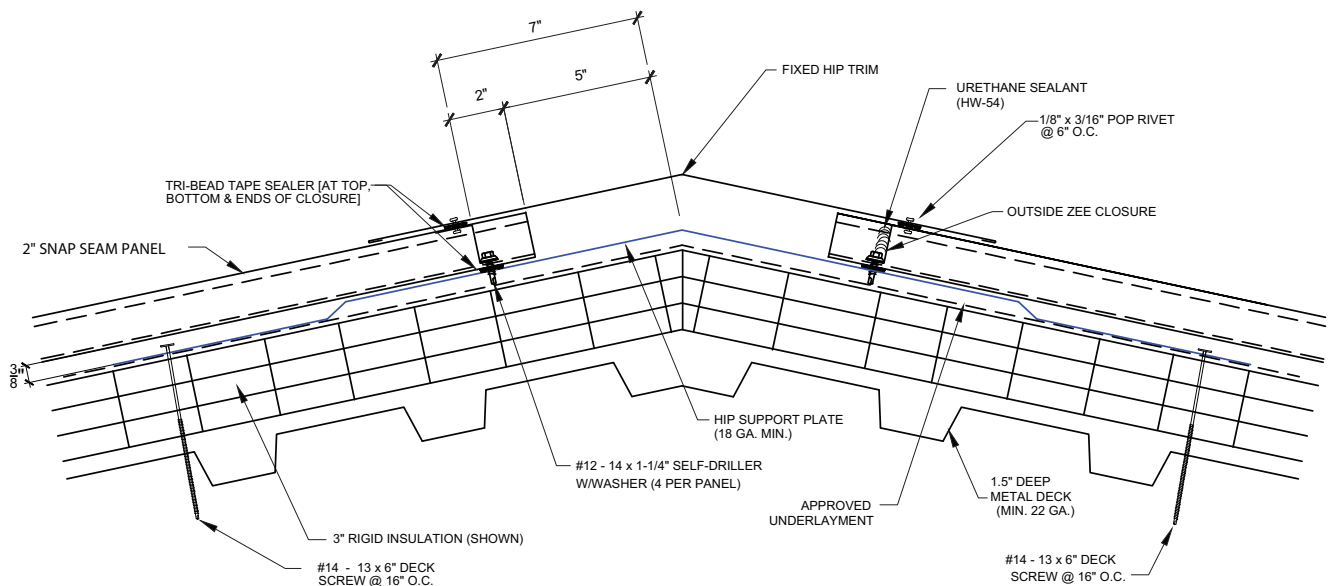 7"
5"
2"
FIXED HIP TRIM
URETHANE SEALANT
(HW-54)
1/8" x 3/16" POP RIVET
@ 6" O.C.
TRI-BEAD TAPE SEALER [AT TOP,
BOTTOM & ENDS OF CLOSURE]
OUTSIDE ZEE CLOSURE
2" SNAP SEAM PANEL
3/8"
HIP SUPPORT PLATE
(18 GA. MIN.)
#12 - 14 x 1-1/4" SELF-DRILLER
W/WASHER (4 PER PANEL)
1.5" DEEP
METAL DECK
(MIN. 22 GA.)
APPROVED
UNDERLAYMENT
3" RIGID INSULATION (SHOWN)
#14 - 13 x 6" DECK
SCREW @ 16" O.C.
#14 - 13 x 6" DECK
SCREW @ 16" O.C.